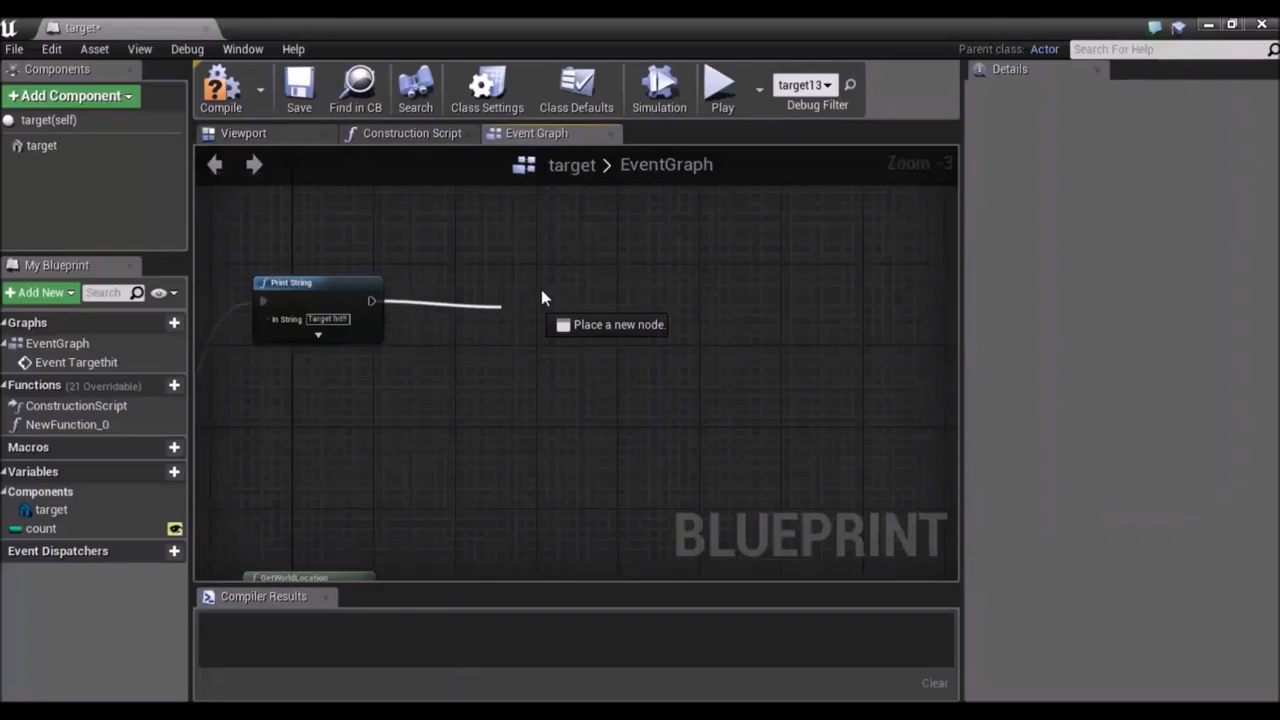 target*
File Edit Asset View Debug Window Help
Parent class: Actor
Search For Help
Components
+Add Component
target(self)
target
My Blueprint
+Add New
Search
Graphs
EventGraph
Event Targethit
Functions (21 Overridable)
ConstructionScript
NewFunction_0
Macros
Variables
Components
target
count
Event Dispatchers
Compile
Save
Find in CB
Search
Class Settings
Class Defaults
Simulation
Play
target13
Debug Filter
Viewport
Construction Script
Event Graph
target > EventGraph
Zoom -3
Print String
In String Target hit!!
Place a new node.
GetWorldLocation
BLUEPRINT
Compiler Results
Clear
Details